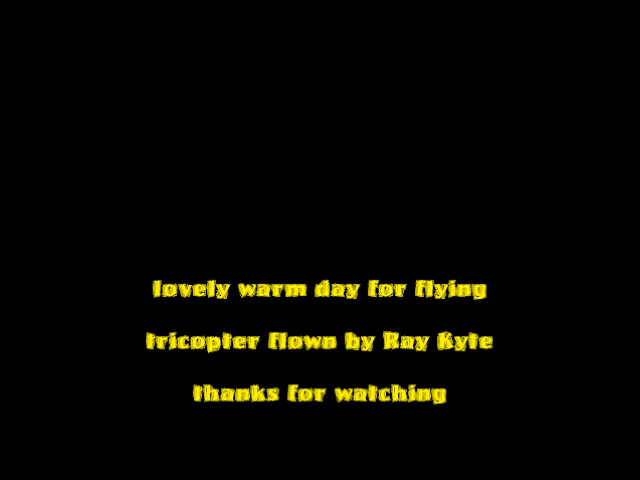 lovely warm day for flying
tricopter flown by Ray Kyte
thanks for watching